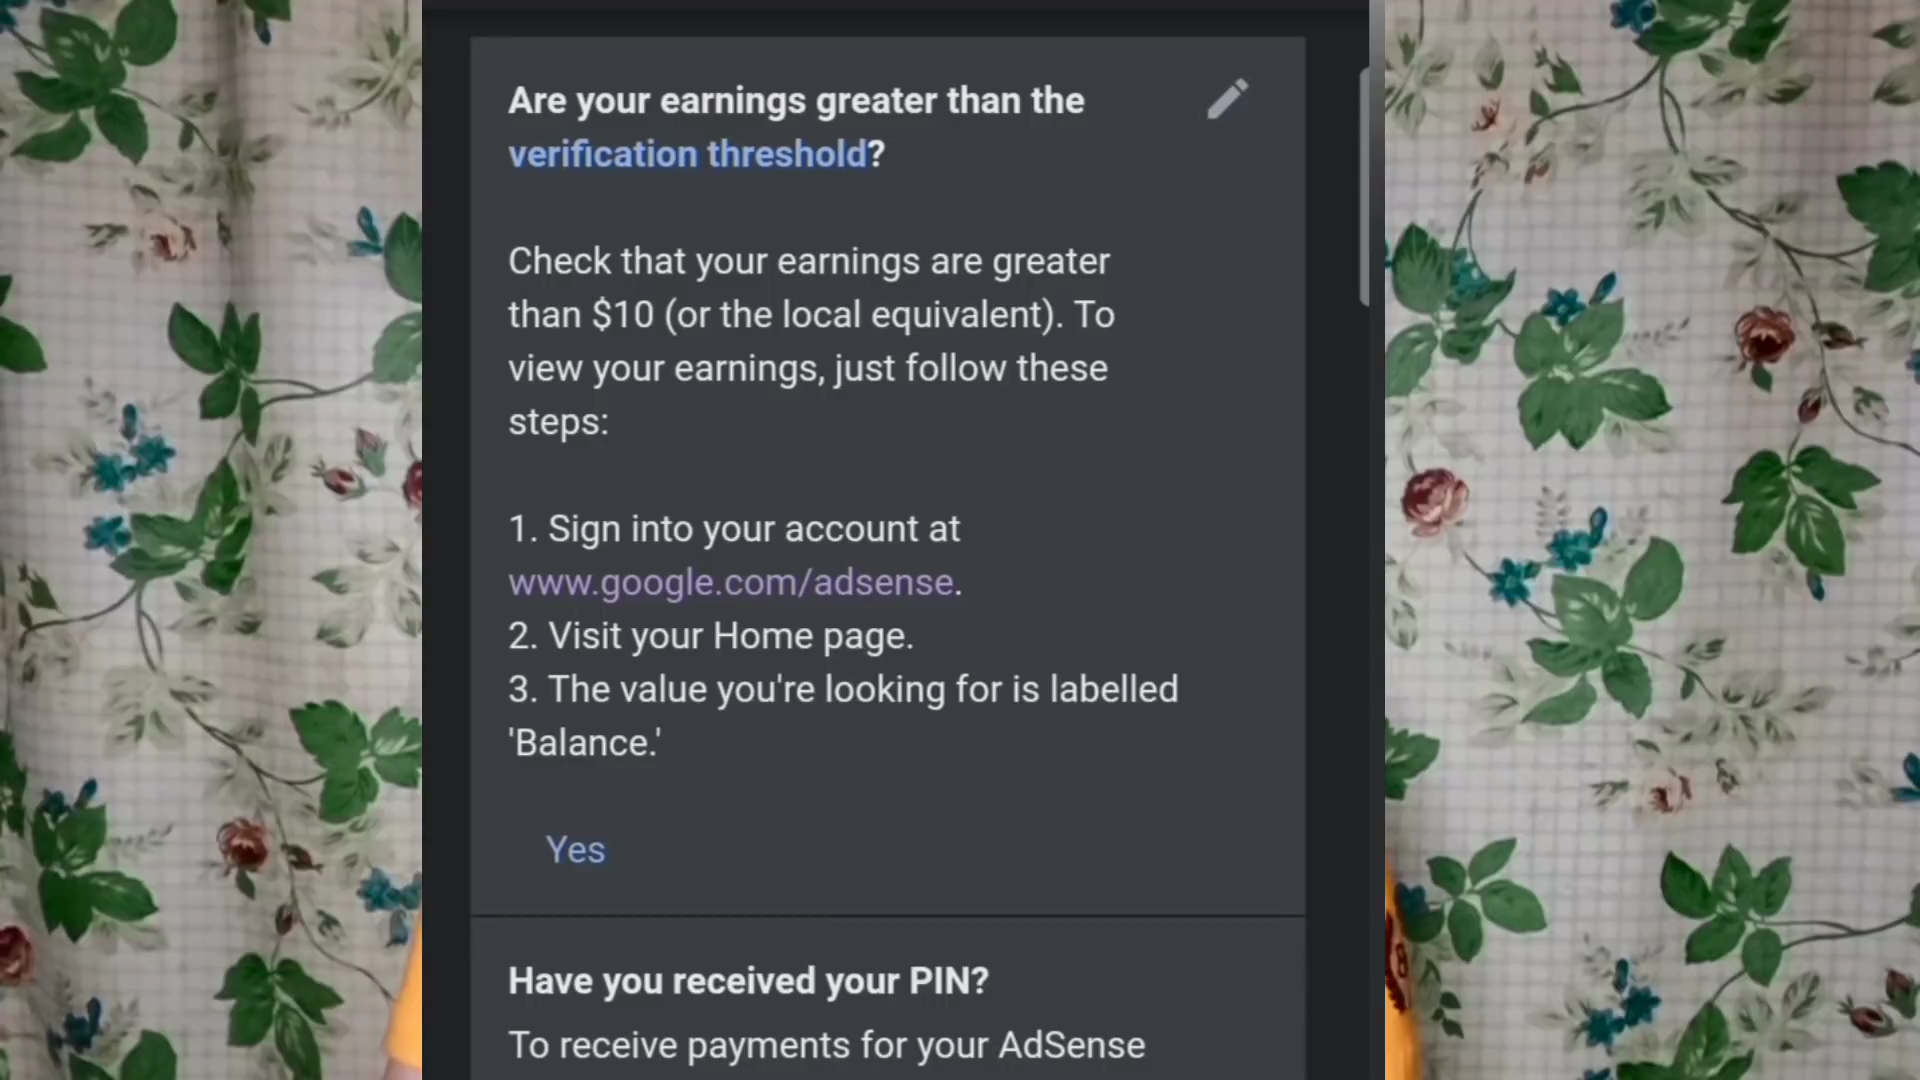 Are your earnings greater than the
verification threshold?
Check that your earnings are greater
than $10 (or the local equivalent). To
view your earnings, just follow these
steps:
1. Sign into your account at
www.google.com/adsense.
2. Visit your Home page.
3. The value you're looking for is labelled
'Balance.'
Yes
Have you received your PIN?
To receive payments for your AdSense